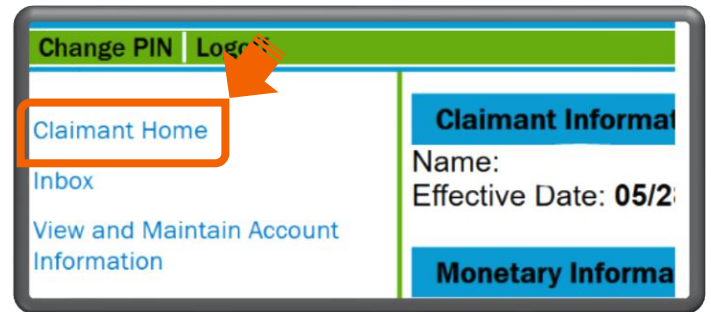 Change PIN | Logoff
Claimant Home
Inbox
View and Maintain Account
Information
Claimant Informat
Name:
Effective Date: 05/2
Monetary Informa